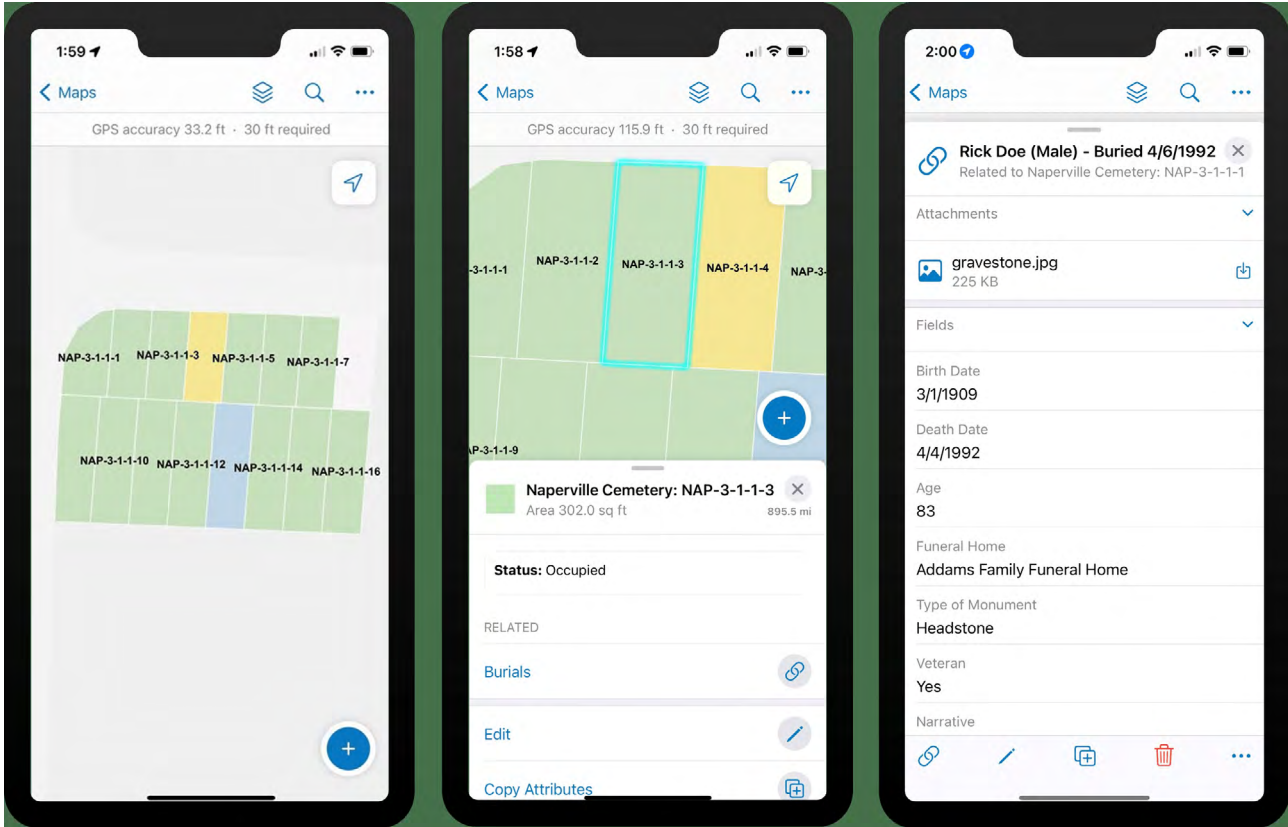 1:59
Maps
GPS accuracy 33.2 ft · 30 ft required
NAP-3-1-1-1
NAP-3-1-1-3
NAP-3-1-1-5
NAP-3-1-1-7
NAP-3-1-1-10
NAP-3-1-1-12
NAP-3-1-1-14
NAP-3-1-1-16
+
1:58
Maps
GPS accuracy 115.9 ft · 30 ft required
-3-1-1-1
NAP-3-1-1-2
NAP-3-1-1-3
NAP-3-1-1-4
NAP-3-
+
AP-3-1-1-9
Naperville Cemetery: NAP-3-1-1-3
Area 302.0 sq ft
895.5 mi
Status: Occupied
RELATED
Burials
Edit
Copy Attributes
2:00
Maps
Rick Doe (Male) - Buried 4/6/1992
Related to Naperville Cemetery: NAP-3-1-1-1
Attachments
gravestone.jpg
225 KB
Fields
Birth Date
3/1/1909
Death Date
4/4/1992
Age
83
Funeral Home
Addams Family Funeral Home
Type of Monument
Headstone
Veteran
Yes
Narrative